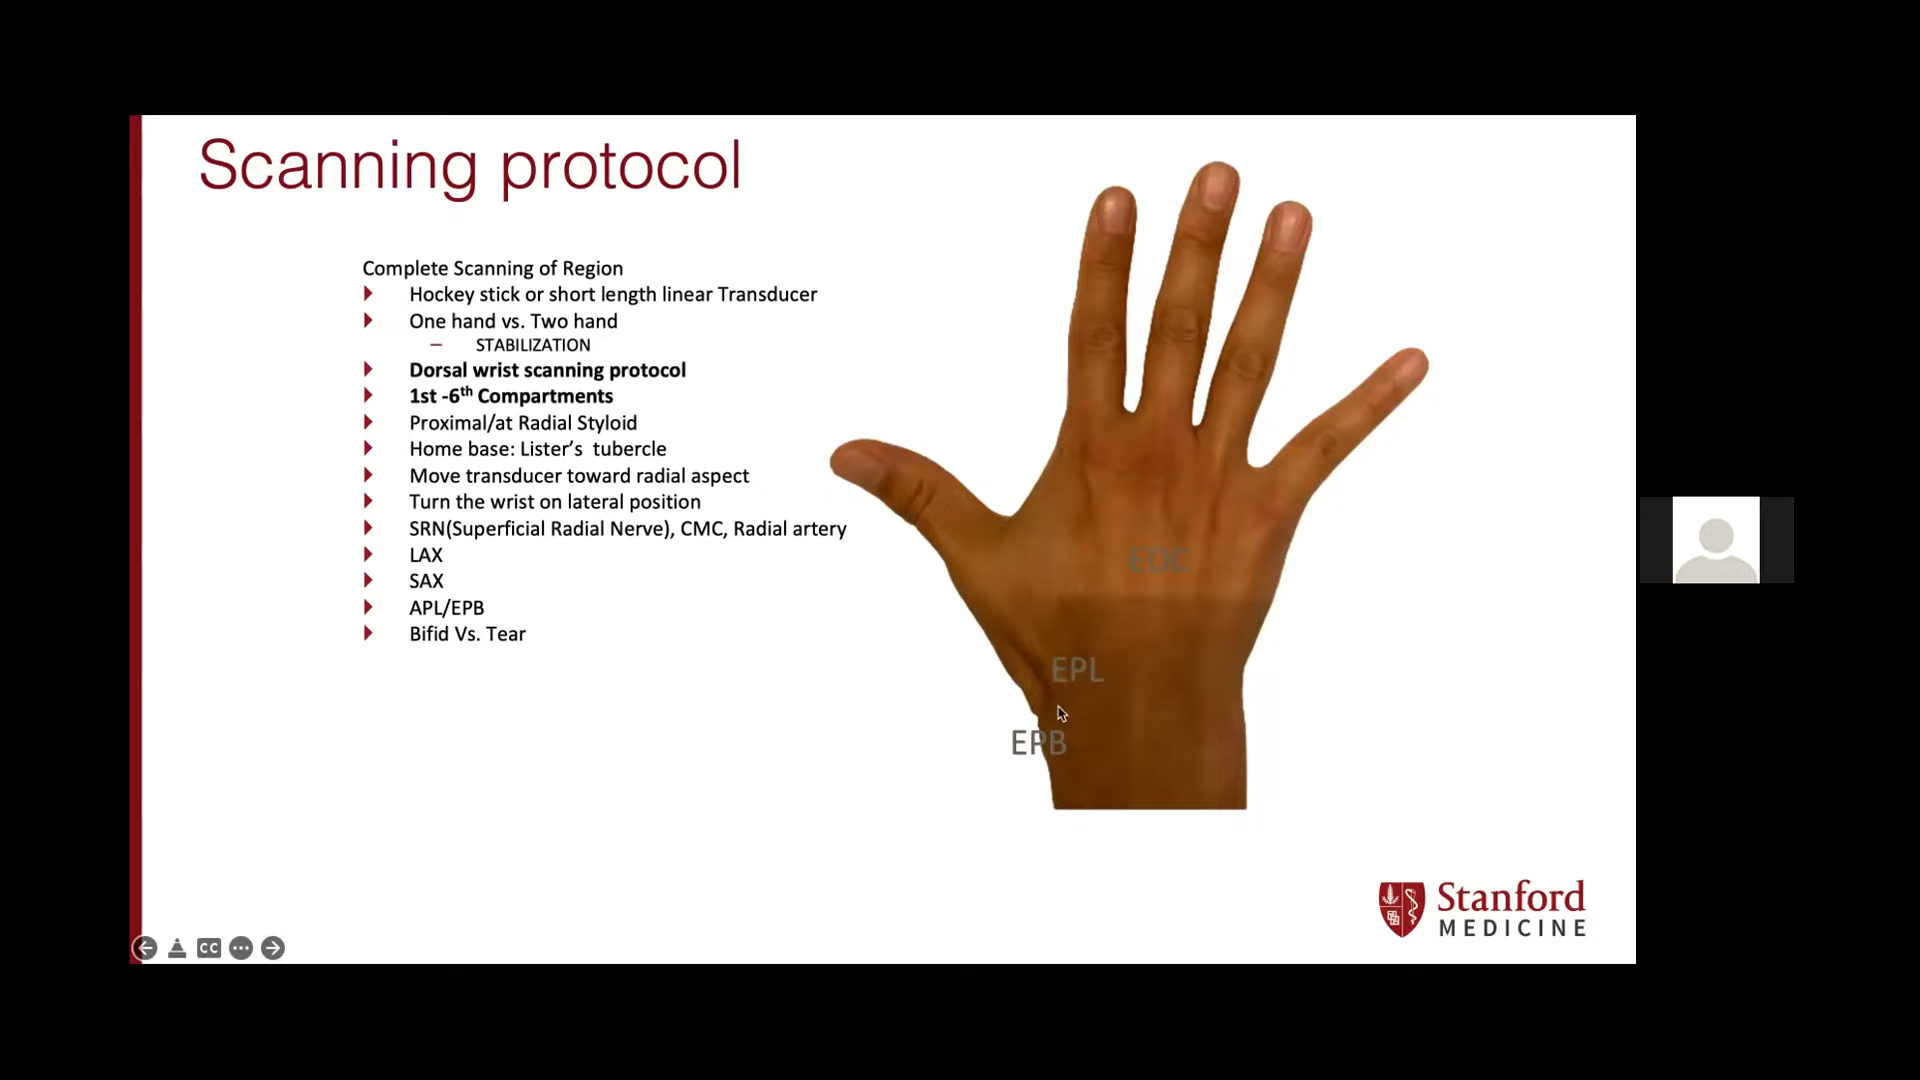 Scanning protocol
Complete Scanning of Region
Hockey stick or short length linear Transducer
One hand vs. Two hand
– STABILIZATION
Dorsal wrist scanning protocol
1st -6th Compartments
Proximal/at Radial Styloid
Home base: Lister’s  tubercle
Move transducer toward radial aspect
Turn the wrist on lateral position
SRN(Superficial Radial Nerve), CMC, Radial artery
LAX
SAX
APL/EPB
Bifid Vs. Tear
EDC
EPL
EPB
Stanford
MEDICINE
CC